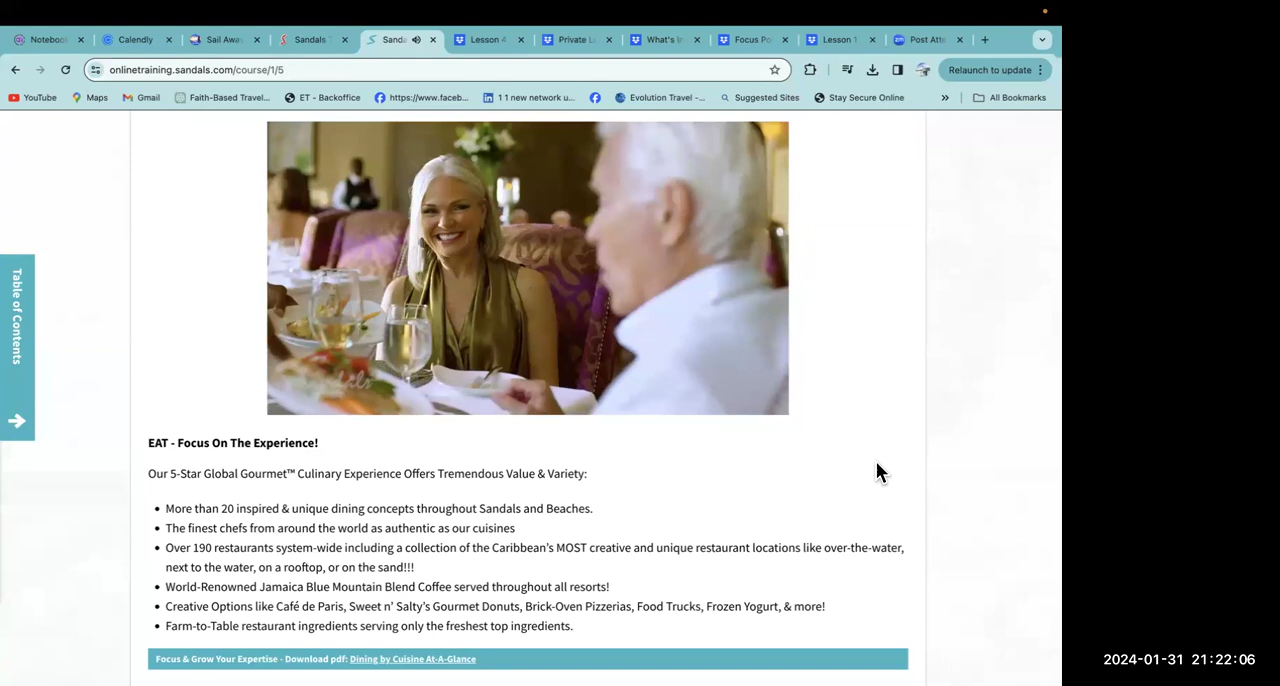 Noteboo
Calendly
Sail Awa
Sandals T
Sanda
Lesson 4
Private L
What's i
Focus Po
Lesson 1
Post Atte
onlinetraining.sandals.com/course/1/5
Relaunch to update
YouTube
Maps
Gmail
Faith-Based Travel...
ET - Backoffice
https://www.faceb...
1 1 new network u...
Evolution Travel -...
Suggested Sites
Stay Secure Online
»
All Bookmarks
Table of Contents
EAT - Focus On The Experience!
Our 5-Star Global Gourmet™ Culinary Experience Offers Tremendous Value & Variety:
• More than 20 inspired & unique dining concepts throughout Sandals and Beaches.
• The finest chefs from around the world as authentic as our cuisines
• Over 190 restaurants system-wide including a collection of the Caribbean's MOST creative and unique restaurant locations like over-the-water,
next to the water, on a rooftop, or on the sand!!!
• World-Renowned Jamaica Blue Mountain Blend Coffee served throughout all resorts!
• Creative Options like Café de Paris, Sweet n' Salty's Gourmet Donuts, Brick-Oven Pizzerias, Food Trucks, Frozen Yogurt, & more!
• Farm-to-Table restaurant ingredients serving only the freshest top ingredients.
Focus & Grow Your Expertise - Download pdf: Dining by Cuisine At-A-Glance
2024-01-31 21:22:06